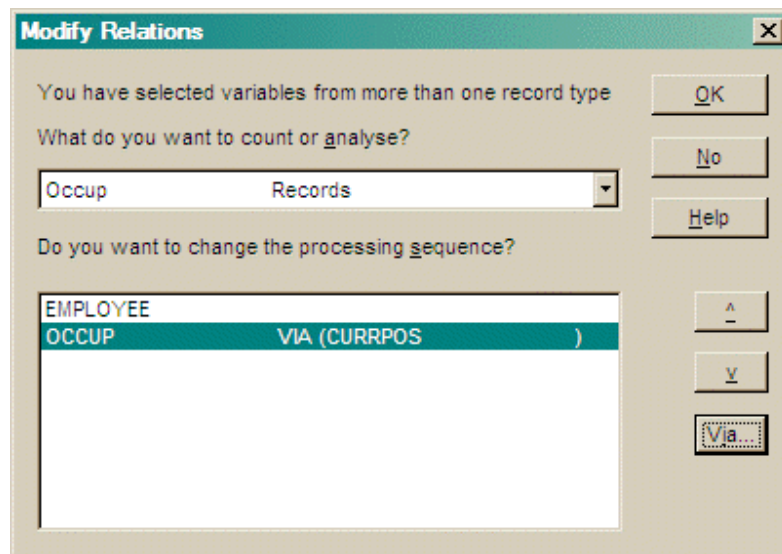 Modify Relations
You have selected variables from more than one record type
OK
What do you want to count or analyse?
No
Occup Records
Help
Do you want to change the processing sequence?
EMPLOYEE
OCCUP VIA (CURRPOS )
^
v
Via...